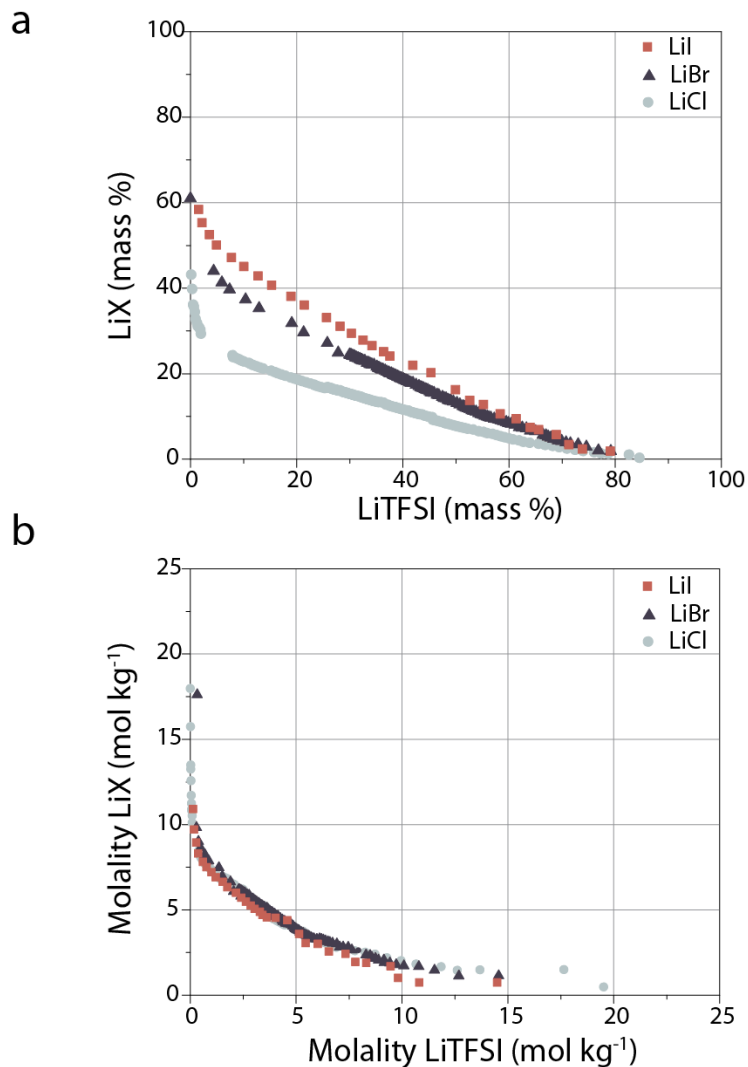 a
100
80
60
40
20
0
LiX (mass %)
LiI
LiBr
LiCl
0 20 40 60 80 100
LiTFSI (mass %)
b
25
20
15
10
5
0
Molality LiX (mol kg⁻¹)
LiI
LiBr
LiCl
0 5 10 15 20 25
Molality LiTFSI (mol kg⁻¹)